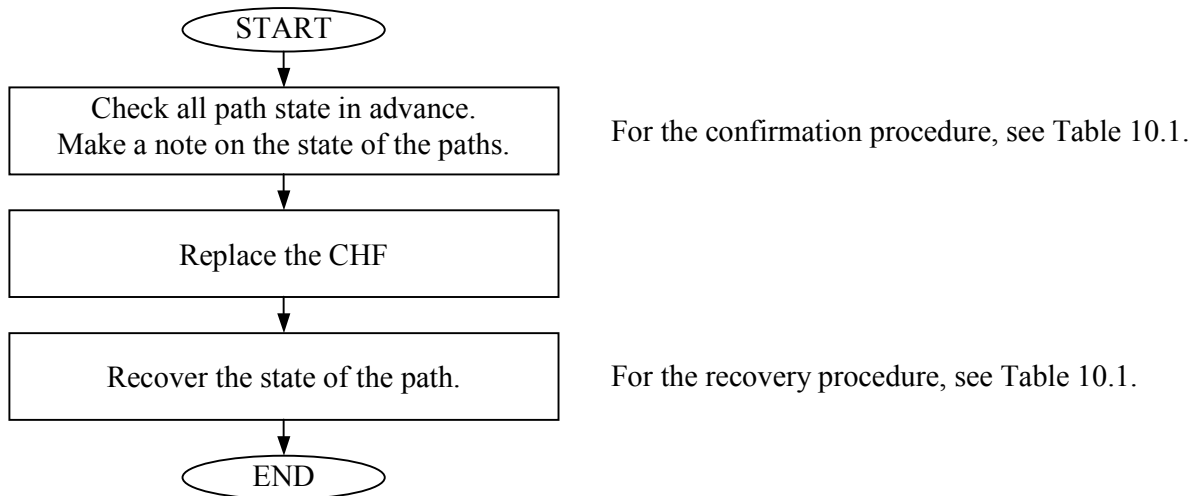 START
Check all path state in advance.
Make a note on the state of the paths.
For the confirmation procedure, see Table 10.1.
Replace the CHF
Recover the state of the path.
For the recovery procedure, see Table 10.1.
END